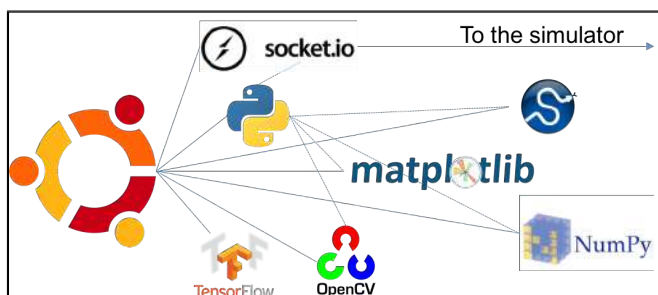 To the simulator
socket.io
matplotlib
NumPy
TensorFlow
OpenCV